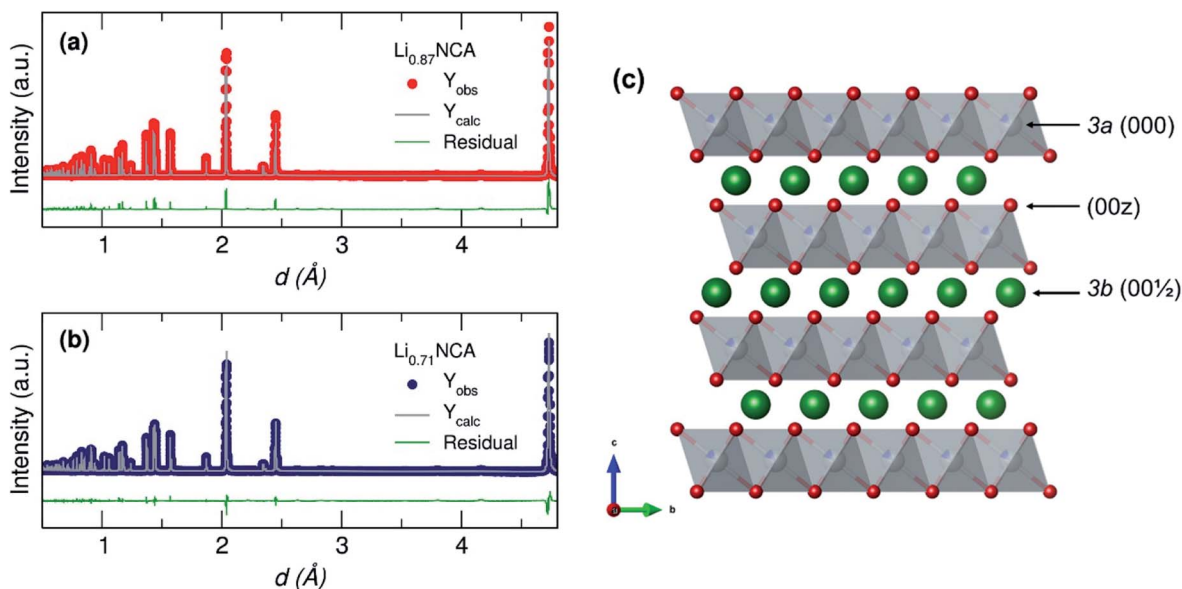 (a)
Li0.87NCA
Yobs
Ycalc
Residual
Intensity (a.u.)
1 2 3 4
d (Å)
(b)
Li0.71NCA
Yobs
Ycalc
Residual
Intensity (a.u.)
1 2 3 4
d (Å)
(c)
3a (000)
(00z)
3b (00½)
c
b